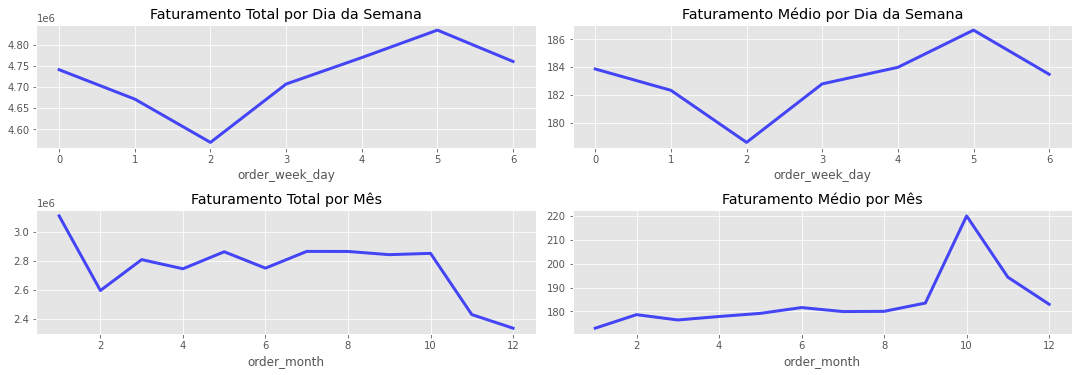 Faturamento Total por Dia da Semana
1e6
4.80
4.75
4.70
4.65
4.60
0 1 2 3 4 5 6
order_week_day
Faturamento Médio por Dia da Semana
186
184
182
180
0 1 2 3 4 5 6
order_week_day
Faturamento Total por Mês
1e6
3.0
2.8
2.6
2.4
2 4 6 8 10 12
order_month
Faturamento Médio por Mês
220
210
200
190
180
2 4 6 8 10 12
order_month